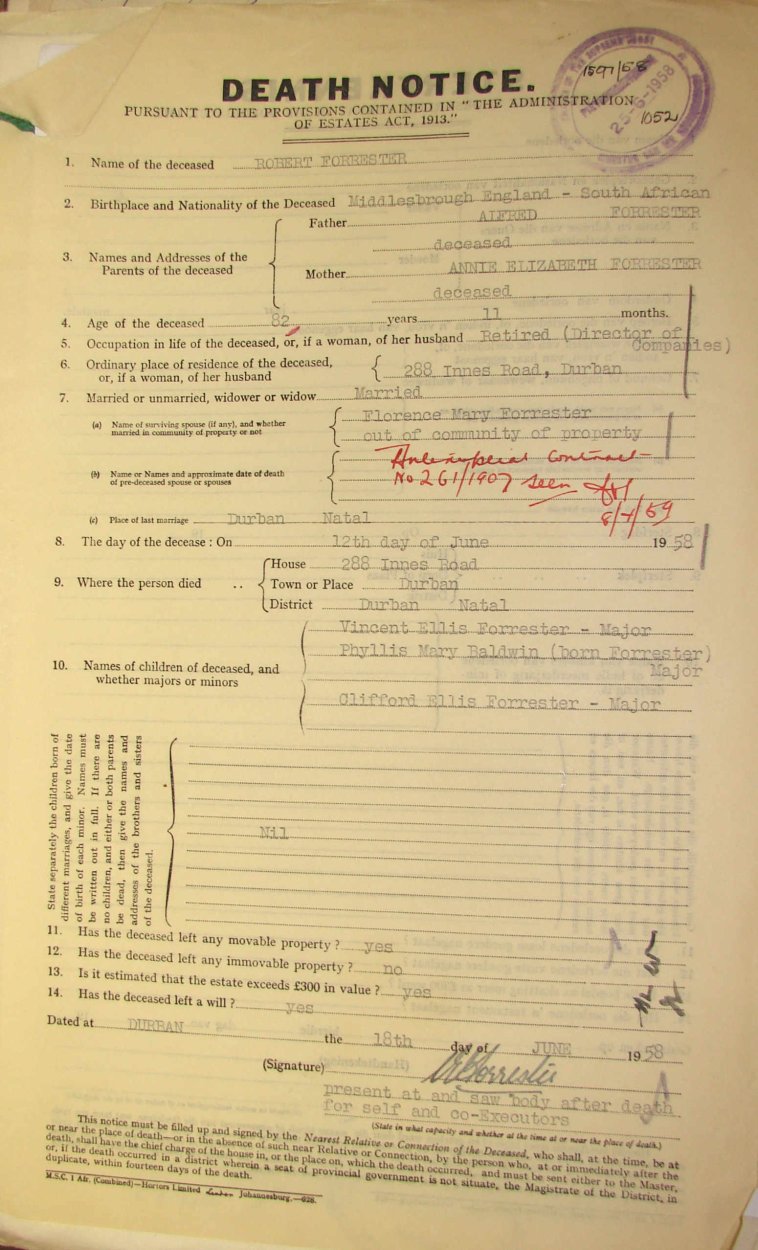 1597/58
25-6-1958
1052
DEATH NOTICE.
PURSUANT TO THE PROVISIONS CONTAINED IN "THE ADMINISTRATION
OF ESTATES ACT, 1913."
1. Name of the deceased ROBERT FORRESTER
2. Birthplace and Nationality of the Deceased Middlesbrough England - South African
Father ALFRED FORRESTER
deceased
3. Names and Addresses of the
Parents of the deceased
Mother ANNIE ELIZABETH FORRESTER
deceased
4. Age of the deceased 82 years 11 months.
5. Occupation in life of the deceased, or, if a woman, of her husband Retired (Director of
Companies)
6. Ordinary place of residence of the deceased,
or, if a woman, of her husband
288 Innes Road, Durban
7. Married or unmarried, widower or widow Married
(a) Name of surviving spouse (if any), and whether
married in community of property or not
Florence Mary Forrester
out of community of property
(b) Name or Names and approximate date of death
of pre-deceased spouse or spouses
Antenuptial Contract
No 261/1907 seen
8/4/59
(c) Place of last marriage Durban Natal
8. The day of the decease : On 12th day of June 1958
9. Where the person died ..
House 288 Innes Road
Town or Place Durban
District Durban Natal
Vincent Ellis Forrester - Major
Phyllis Mary Baldwin (born Forrester)
Major
10. Names of children of deceased, and
whether majors or minors
Clifford Ellis Forrester - Major
State separately the children born of
different marriages, and give the date
of birth of each minor. Names must
be written out in full. If there are
no children, and either or both parents
be dead, then give the names and
addresses of the brothers and sisters
of the deceased.
Nil
11. Has the deceased left any movable property ? yes
12. Has the deceased left any immovable property ? no
13. Is it estimated that the estate exceeds £300 in value ? yes
14. Has the deceased left a will ? yes
Dated at DURBAN the 18th day of JUNE 1958
(Signature) Forrester
present at and saw body after death
for self and co-Executors
(State in what capacity and whether at the time at or near the place of death.)
This notice must be filled up and signed by the Nearest Relative or Connection of the Deceased, who shall, at the time, be at
or near the place of death—or in the absence of such near Relative or Connection, by the person who, at or immediately after the
death, shall have the chief charge of the house in, or the place on, which the death occurred, and must be sent either to the Master,
or, if the death occurred in a district wherein a seat of provincial government is not situate, the Magistrate of the District, in
duplicate, within fourteen days of the death.
M.S.C. 1 Afr. (Combined)—Hortors Limited Johannesburg.—628.